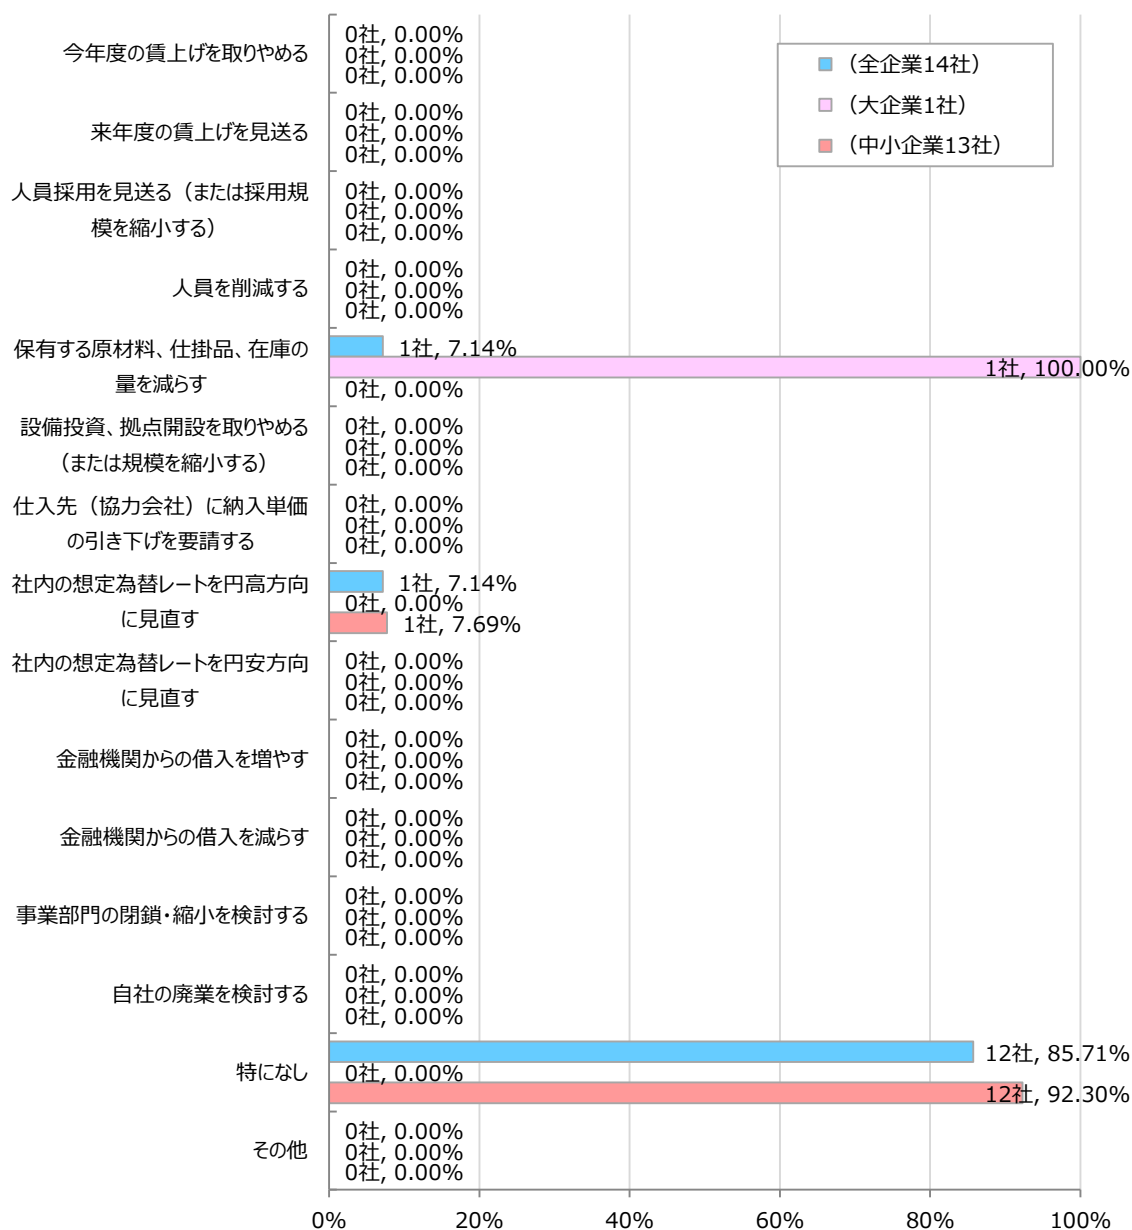 今年度の賃上げを取りやめる
0社, 0.00%
0社, 0.00%
0社, 0.00%
来年度の賃上げを見送る
0社, 0.00%
0社, 0.00%
0社, 0.00%
人員採用を見送る（または採用規
模を縮小する）
0社, 0.00%
0社, 0.00%
0社, 0.00%
人員を削減する
0社, 0.00%
0社, 0.00%
0社, 0.00%
保有する原材料、仕掛品、在庫の
量を減らす
1社, 7.14%
1社, 100.00%
0社, 0.00%
設備投資、拠点開設を取りやめる
（または規模を縮小する）
0社, 0.00%
0社, 0.00%
0社, 0.00%
仕入先（協力会社）に納入単価
の引き下げを要請する
0社, 0.00%
0社, 0.00%
0社, 0.00%
社内の想定為替レートを円高方向
に見直す
1社, 7.14%
0社, 0.00%
1社, 7.69%
社内の想定為替レートを円安方向
に見直す
0社, 0.00%
0社, 0.00%
0社, 0.00%
金融機関からの借入を増やす
0社, 0.00%
0社, 0.00%
0社, 0.00%
金融機関からの借入を減らす
0社, 0.00%
0社, 0.00%
0社, 0.00%
事業部門の閉鎖・縮小を検討する
0社, 0.00%
0社, 0.00%
0社, 0.00%
自社の廃業を検討する
0社, 0.00%
0社, 0.00%
0社, 0.00%
特になし
12社, 85.71%
0社, 0.00%
12社, 92.30%
その他
0社, 0.00%
0社, 0.00%
0社, 0.00%
0% 20% 40% 60% 80% 100%
（全企業14社）
（大企業1社）
（中小企業13社）